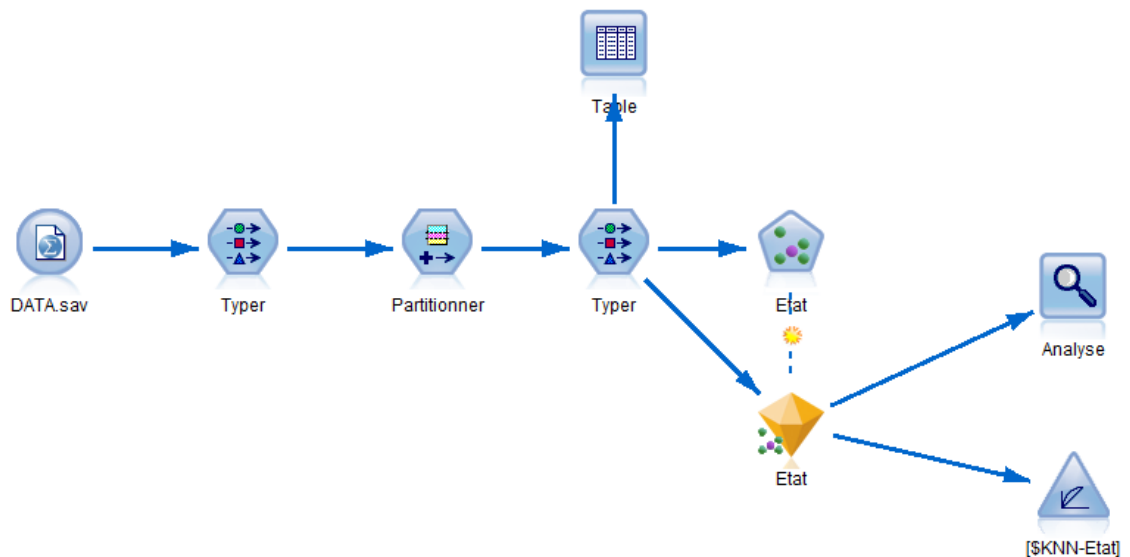 Table
DATA.sav
Typer
Partitionner
Typer
Etat
Analyse
Etat
[$KNN-Etat]